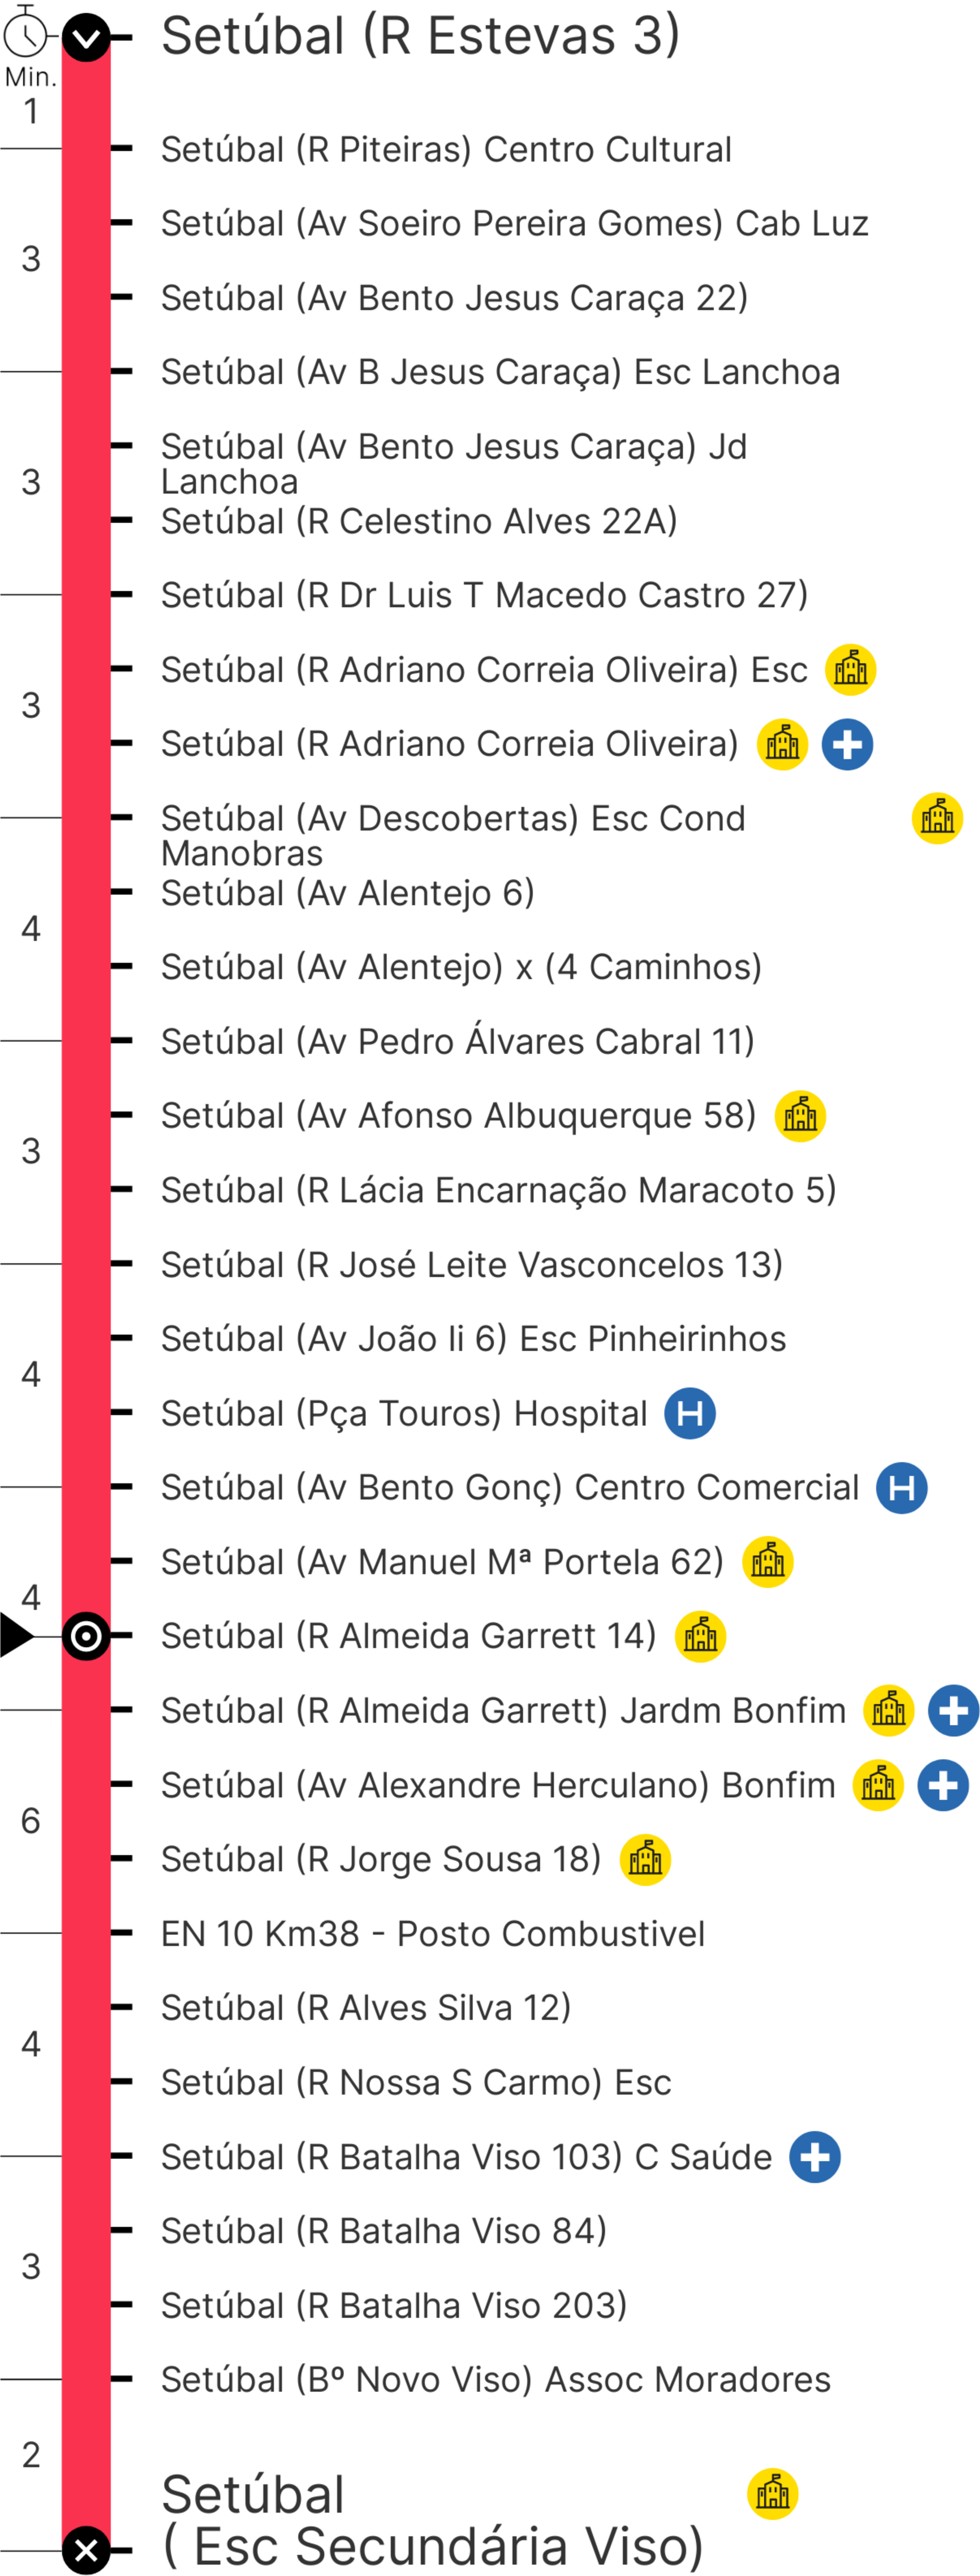 Setúbal (R Estevas 3)
Min.
1
Setúbal (R Piteiras) Centro Cultural
Setúbal (Av Soeiro Pereira Gomes) Cab Luz
3
Setúbal (Av Bento Jesus Caraça 22)
Setúbal (Av B Jesus Caraça) Esc Lanchoa
Setúbal (Av Bento Jesus Caraça) Jd
Lanchoa
3
Setúbal (R Celestino Alves 22A)
Setúbal (R Dr Luis T Macedo Castro 27)
Setúbal (R Adriano Correia Oliveira) Esc
3
Setúbal (R Adriano Correia Oliveira)
Setúbal (Av Descobertas) Esc Cond
Manobras
Setúbal (Av Alentejo 6)
4
Setúbal (Av Alentejo) x (4 Caminhos)
Setúbal (Av Pedro Álvares Cabral 11)
Setúbal (Av Afonso Albuquerque 58)
3
Setúbal (R Lácia Encarnação Maracoto 5)
Setúbal (R José Leite Vasconcelos 13)
Setúbal (Av João Ii 6) Esc Pinheirinhos
4
Setúbal (Pça Touros) Hospital H
Setúbal (Av Bento Gonç) Centro Comercial H
Setúbal (Av Manuel Mª Portela 62)
4
Setúbal (R Almeida Garrett 14)
Setúbal (R Almeida Garrett) Jardm Bonfim
Setúbal (Av Alexandre Herculano) Bonfim
6
Setúbal (R Jorge Sousa 18)
EN 10 Km38 - Posto Combustivel
Setúbal (R Alves Silva 12)
4
Setúbal (R Nossa S Carmo) Esc
Setúbal (R Batalha Viso 103) C Saúde
Setúbal (R Batalha Viso 84)
3
Setúbal (R Batalha Viso 203)
Setúbal (Bº Novo Viso) Assoc Moradores
2
Setúbal
( Esc Secundária Viso)